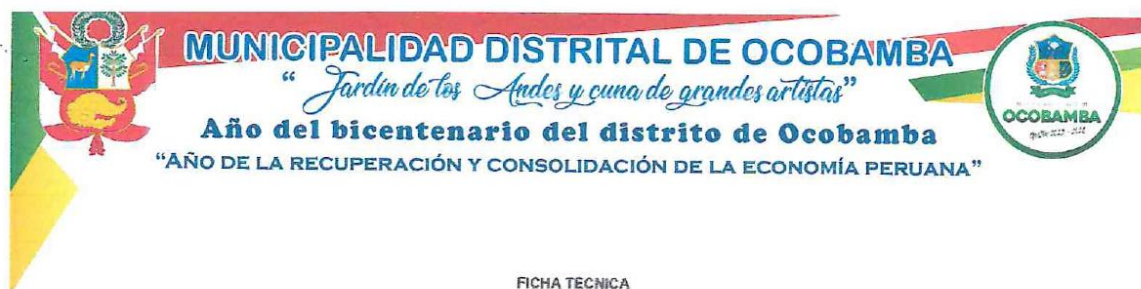 MUNICIPALIDAD DISTRITAL DE OCOBAMBA
“Jardín de los Andes y cuna de grandes artistas”
Año del bicentenario del distrito de Ocobamba
“AÑO DE LA RECUPERACIÓN Y CONSOLIDACIÓN DE LA ECONOMÍA PERUANA”
OCOBAMBA
FICHA TECNICA